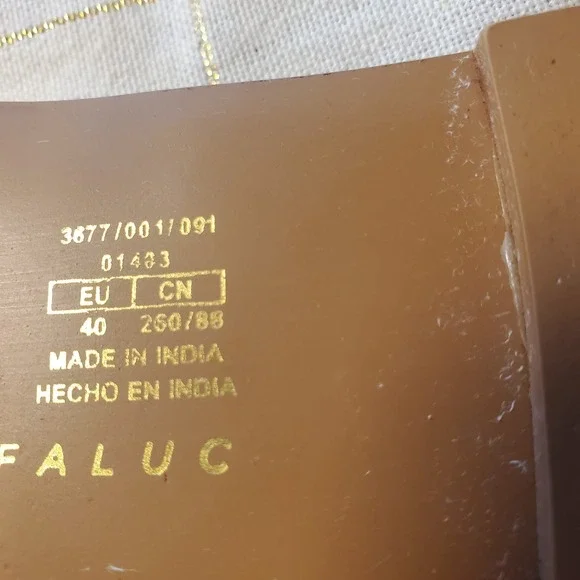 3677/001/091
01433
EU CN
40 260/88
MADE IN INDIA
HECHO EN INDIA
FALUC